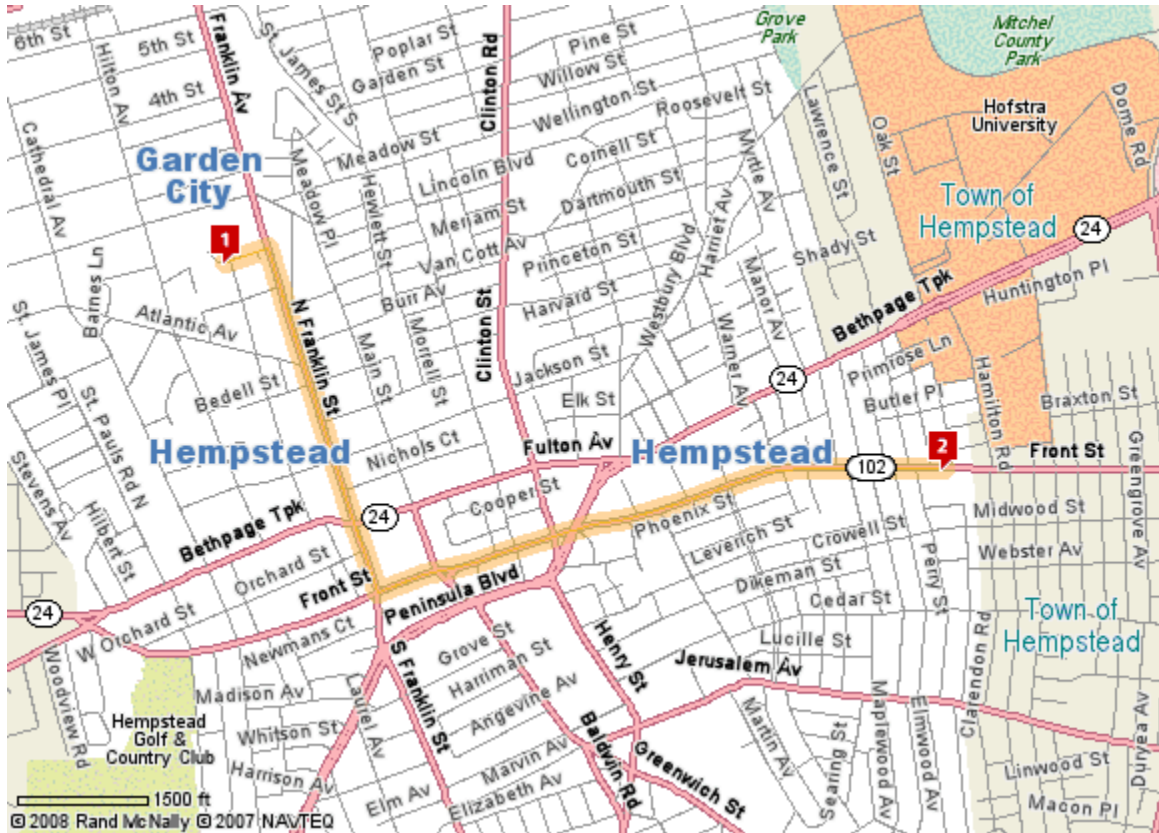 6th St
5th St
4th St
Hilton Av
Franklin Av
St. James St S
Poplar St
Garden St
Clinton Rd
Pine St
Willow St
Wellington St
Grove
Park
Mitchel
County
Park
Roosevelt St
Lawrence St
Oak St
Hofstra
University
Dome Rd
Cathedral Av
Garden
City
Meadow St
Meadow Pl
Lincoln Blvd
Cornell St
Myrtle Av
Hewlett St
Meriam St
Dartmouth St
Town of
Hempstead
1
Van Cott Av
Princeton St
Harriet Av
Shady St
24
Barnes Ln
Burr Av
Harvard St
Westbury Blvd
Manor Av
Huntington Pl
Bethpage Tpk
Atlantic Av
N Franklin St
Main St
Morrell St
Clinton St
Jackson St
Warner Av
Primrose Ln
St. James Pl
Bedell St
24
Elk St
Butler Pl
Hamilton Rd
Braxton St
St. Pauls Rd N
Hempstead
Nichols Ct
Fulton Av
Hempstead
2
102
Front St
Greengrove Av
Stevens Av
Hilbert St
Bethpage Tpk
24
Cooper St
Phoenix St
Midwood St
Leverich St
Crowell St
Webster Av
Orchard St
Front St
Peninsula Blvd
Dikeman St
Perry St
24
W Orchard St
Newmans Ct
Cedar St
Town of
Hempstead
Grove St
Henry St
Lucille St
Clarendon Rd
Woodview Rd
Madison Av
Laurel Av
S Franklin St
Harriman St
Jerusalem Av
Hempstead
Golf &
Country Club
Whitson St
Angevine Av
Baldwin Rd
Martin Av
Searing St
Maplewood Av
Elmwood Av
Duryea Av
Harrison Av
Marvin Av
Greenwich St
Linwood St
1500 ft
Elm Av
Elizabeth Av
Macon Pl
© 2008 Rand McNally © 2007 NAVTEQ